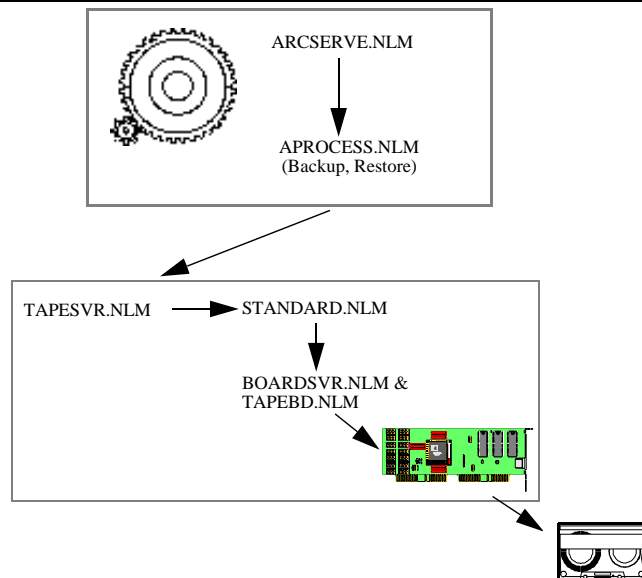 ARCSERVE.NLM
APROCESS.NLM
(Backup, Restore)
TAPESVR.NLM
STANDARD.NLM
BOARDSVR.NLM &
TAPEBD.NLM